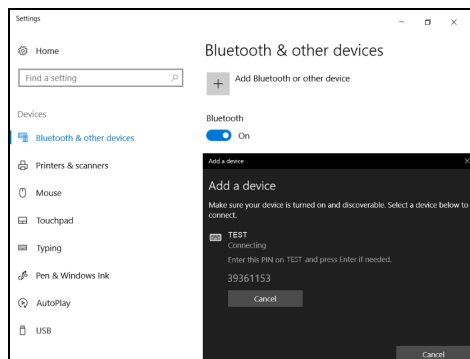 Settings
Home
Find a setting
Devices
Bluetooth & other devices
Printers & scanners
Mouse
Touchpad
Typing
Pen & Windows Ink
AutoPlay
USB
Bluetooth & other devices
Add Bluetooth or other device
Bluetooth
On
Add a device
Add a device
Make sure your device is turned on and discoverable. Select a device below to
connect.
TEST
Connecting
Enter this PIN on TEST and press Enter if needed.
39361153
Cancel
Cancel